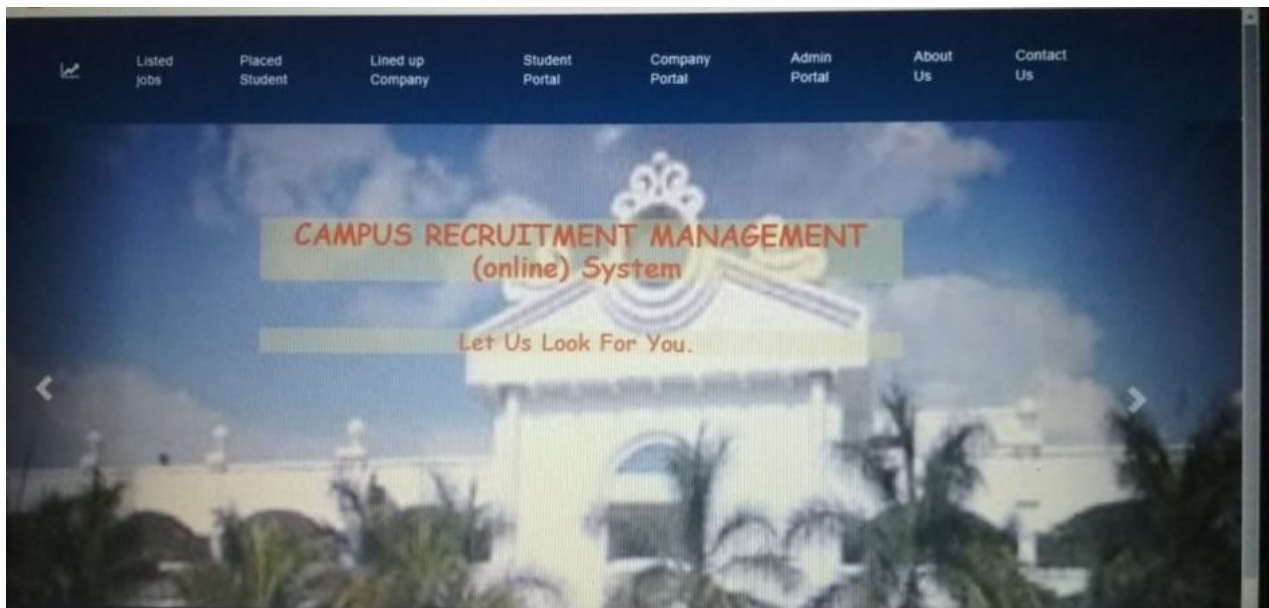 Listed jobs
Placed Student
Lined up Company
Student Portal
Company Portal
Admin Portal
About Us
Contact Us
CAMPUS RECRUITMENT MANAGEMENT
(online) System
Let Us Look For You.